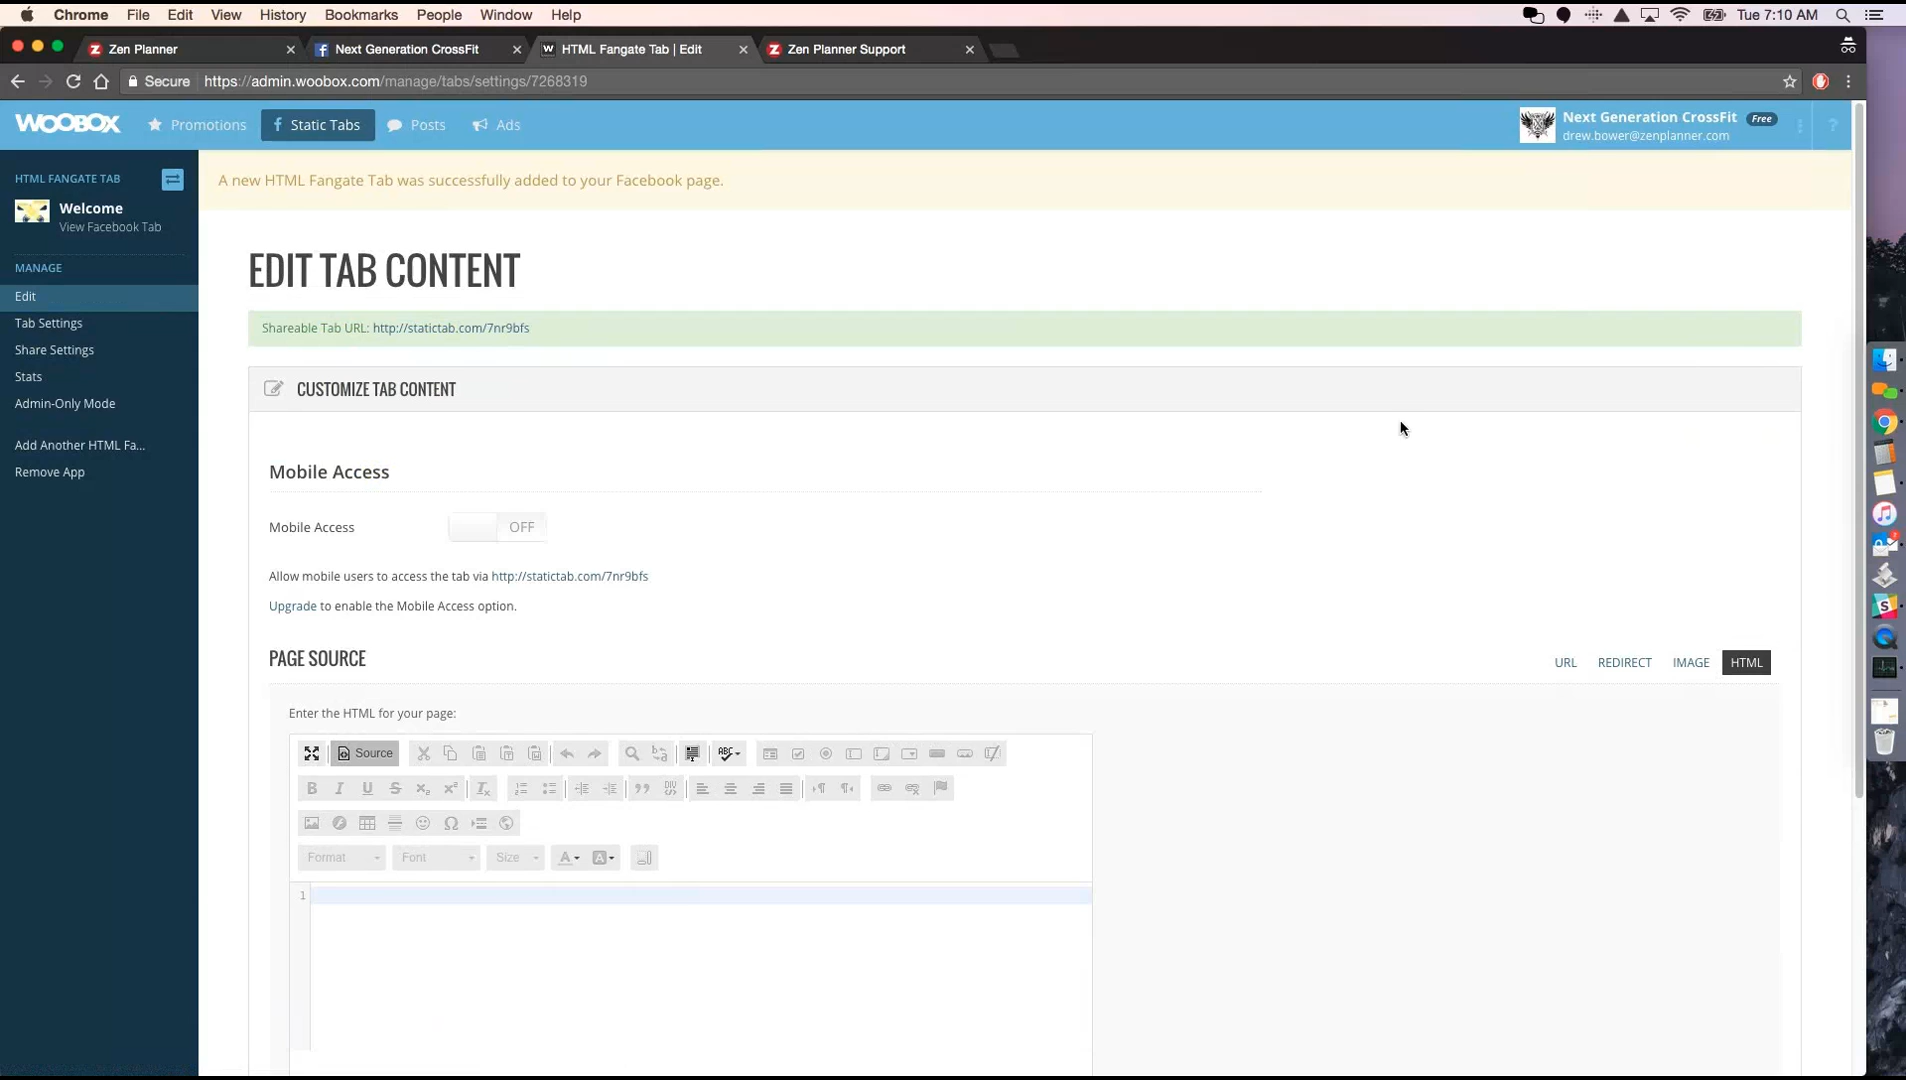 Chrome File Edit View History Bookmarks People Window Help Tue 7:10 AM
Zen Planner Next Generation CrossFit HTML Fangate Tab | Edit Zen Planner Support
Secure https://admin.woobox.com/manage/tabs/settings/7268319
WOOBOX Promotions Static Tabs Posts Ads Next Generation CrossFit Free
drew.bower@zenplanner.com
HTML FANGATE TAB
Welcome
View Facebook Tab
MANAGE
Edit
Tab Settings
Share Settings
Stats
Admin-Only Mode
Add Another HTML Fa...
Remove App
A new HTML Fangate Tab was successfully added to your Facebook page.
EDIT TAB CONTENT
Shareable Tab URL: http://statictab.com/7nr9bfs
CUSTOMIZE TAB CONTENT
Mobile Access
Mobile Access OFF
Allow mobile users to access the tab via http://statictab.com/7nr9bfs
Upgrade to enable the Mobile Access option.
PAGE SOURCE URL REDIRECT IMAGE HTML
Enter the HTML for your page:
Source
Format Font Size
1